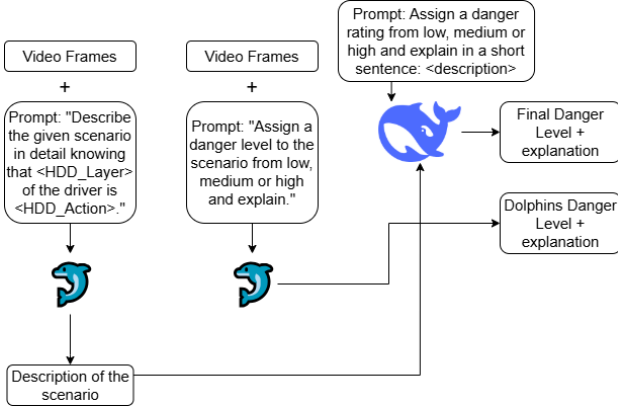 Video Frames
+
Prompt: "Describe
the given scenario
in detail knowing
that <HDD_Layer>
of the driver is
<HDD_Action>."
Description of the
scenario
Video Frames
+
Prompt: "Assign a
danger level to the
scenario from low,
medium or high
and explain."
Prompt: Assign a danger
rating from low, medium or
high and explain in a short
sentence: <description>
Final Danger
Level +
explanation
Dolphins Danger
Level +
explanation